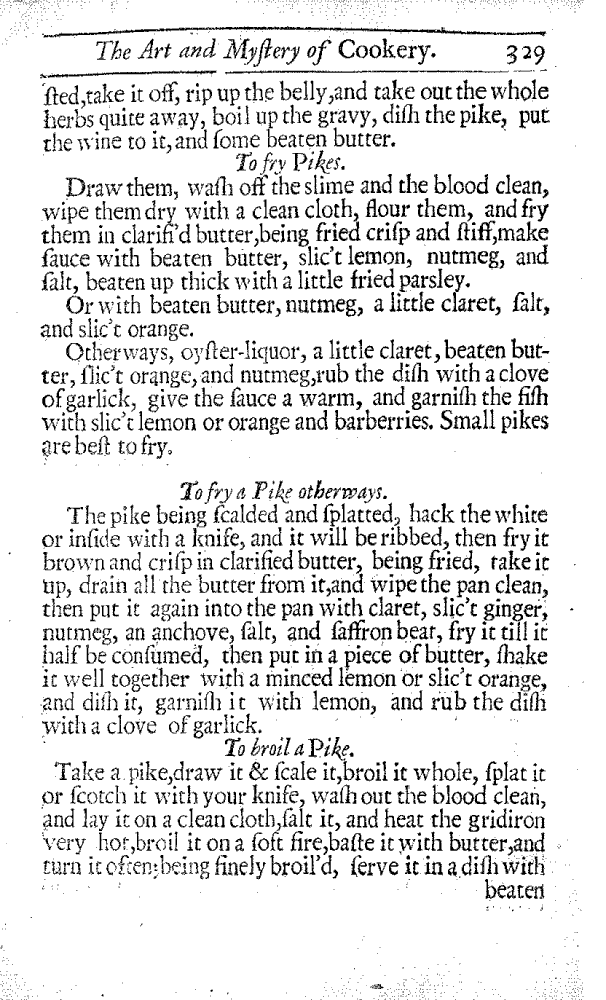 The Art and Myſtery of Cookery. 329
ſted,take it off, rip up the belly,and take out the whole
herbs quite away, boil up the gravy, diſh the pike, put
the wine to it,and ſome beaten butter.
To fry Pikes.
Draw them, waſh off the slime and the blood clean,
wipe them dry with a clean cloth, flour them, and fry
them in clarifi'd butter,being fried criſp and ſtiff,make
ſauce with beaten butter, slic't lemon, nutmeg, and
ſalt, beaten up thick with a little fried parsley.
Or with beaten butter, nutmeg, a little claret, ſalt,
and slic't orange.
Otherways, oyſter-liquor, a little claret, beaten but-
ter, ſlic't orange, and nutmeg,rub the diſh with a clove
of garlick, give the ſauce a warm, and garniſh the fiſh
with slic't lemon or orange and barberries. Small pikes
are beſt to fry.
To fry a Pike otherways.
The pike being ſcalded and ſplatted, hack the white
or inſide with a knife, and it will be ribbed, then fry it
brown and criſp in clarified butter, being fried, take it
up, drain all the butter from it,and wipe the pan clean,
then put it again into the pan with claret, slic't ginger,
nutmeg, an anchove, ſalt, and ſaffron beat, fry it till it
half be conſumed, then put in a piece of butter, ſhake
it well together with a minced lemon or slic't orange,
and diſh it, garniſh it with lemon, and rub the diſh
with a clove of garlick.
To broil a Pike.
Take a pike,draw it & ſcale it,broil it whole, ſplat it
or ſcotch it with your knife, waſh out the blood clean,
and lay it on a clean cloth,ſalt it, and heat the gridiron
very hot,broil it on a ſoft fire,baſte it with butter,and
turn it often;being finely broil'd, ſerve it in a diſh with
beaten